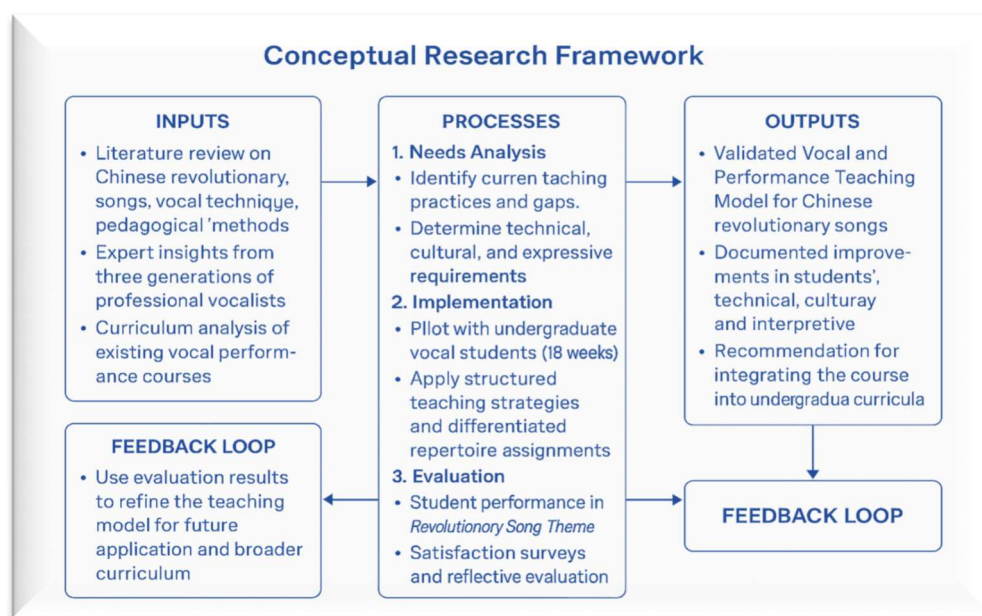 Conceptual Research Framework
INPUTS
• Literature review on
Chinese revolutionary,
songs, vocal technique,
pedagogical 'methods
• Expert insights from
three generations of
professional vocalists
• Curriculum analysis of
existing vocal perform-
ance courses
FEEDBACK LOOP
• Use evaluation results
to refine the teaching
model for future
application and broader
curriculum
PROCESSES
1. Needs Analysis
• Identify curren taching
practices and gaps.
• Determine technical,
cultural, and expressive
requirements
2. Implementation
• PIlot with undergraduate
vocal students (18 weeks)
• Apply structured
teaching strategies
and differentiated
repertoire assignments
3. Evaluation
• Student performance in
Revolutionory Song Theme
• Satisfaction surveys
and reflective evaluation
OUTPUTS
• Validated Vocal and
Performance Teaching
Model for Chinese
revolutionary songs
• Documented improve-
ments in students',
technical, culturay
and interpretive
• Recommendation for
integrating the course
into undergradua curricula
FEEDBACK LOOP